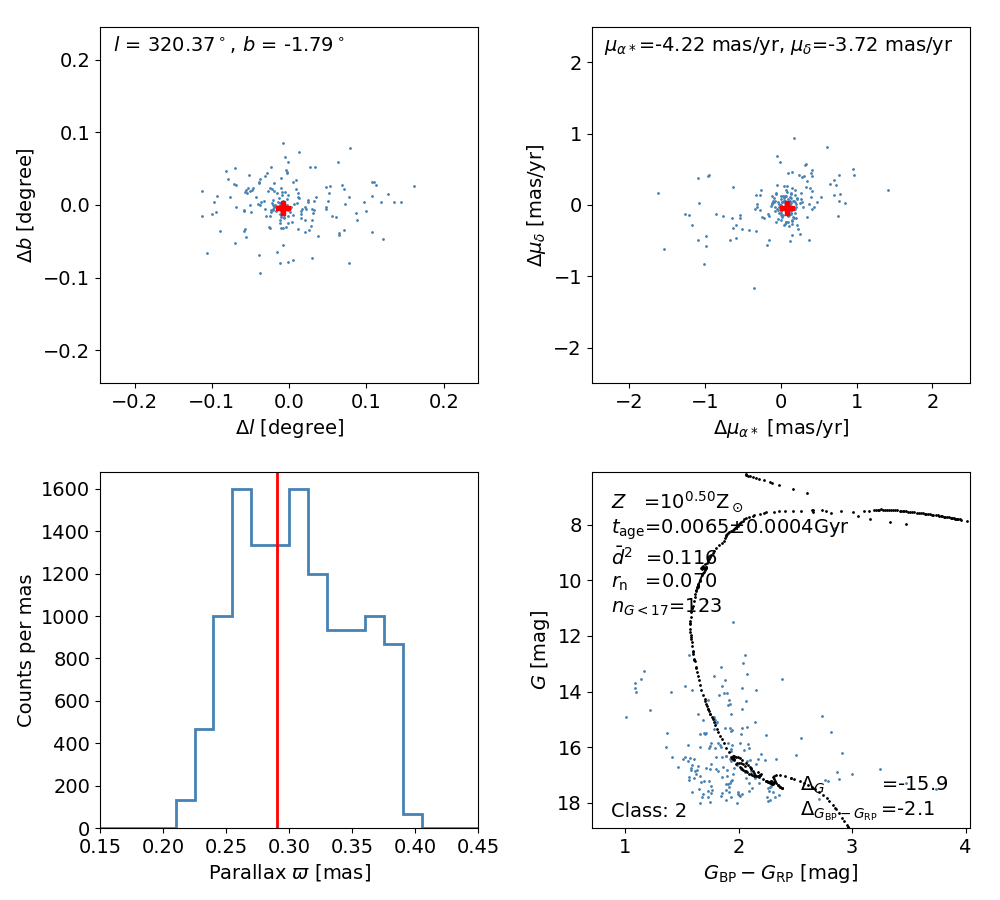 l = 320.37°, b = -1.79°
0.2
0.1
0.0
−0.1
−0.2
Δb [degree]
−0.2 −0.1 0.0 0.1 0.2
Δl [degree]
μα*=-4.22 mas/yr, μδ=-3.72 mas/yr
2
1
0
−1
−2
Δμδ [mas/yr]
−2 −1 0 1 2
Δμα* [mas/yr]
1600
1400
1200
1000
800
600
400
200
0
Counts per mas
0.15 0.20 0.25 0.30 0.35 0.40 0.45
Parallax ϖ [mas]
Z =10^0.50 Z⊙
t_age=0.0065±0.0004Gyr
d̄² =0.116
r_n =0.070
n_G<17=123
8
10
12
14
16
18
G [mag]
Δ_G =-15.9
Class: 2
Δ_G_BP−G_RP =-2.1
1 2 3 4
G_BP − G_RP [mag]